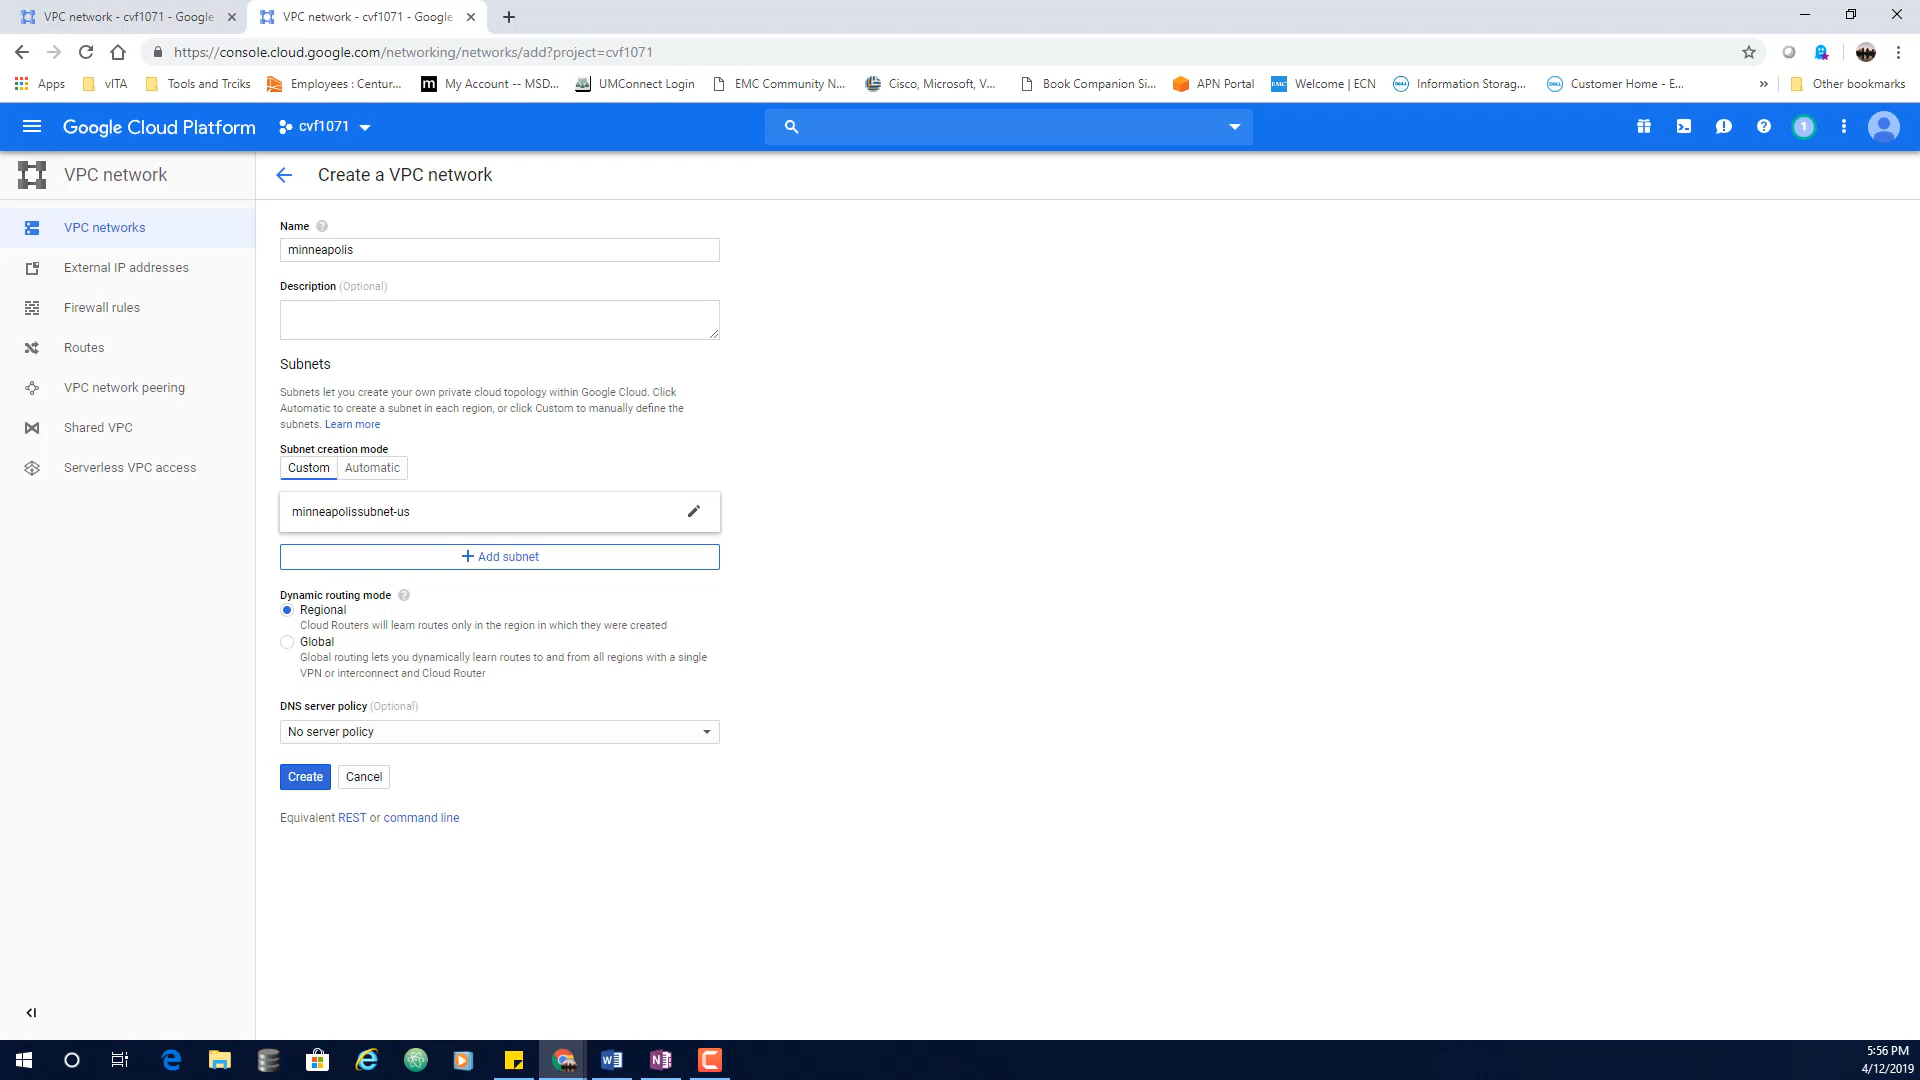 VPC network - cvf1071 - Google
VPC network - cvf1071 - Google
https://console.cloud.google.com/networking/networks/add?project=cvf1071
Apps
vITA
Tools and Trciks
Employees : Centur...
m
My Account -- MSD...
UMConnect Login
EMC Community N...
Cisco, Microsoft, V...
Book Companion Si...
APN Portal
EMC
Welcome | ECN
Information Storag...
Customer Home - E...
»
Other bookmarks
Google Cloud Platform
cvf1071
1
VPC network
Create a VPC network
VPC networks
External IP addresses
Firewall rules
Routes
VPC network peering
Shared VPC
Serverless VPC access
Name
minneapolis
Description (Optional)
Subnets
Subnets let you create your own private cloud topology within Google Cloud. Click
Automatic to create a subnet in each region, or click Custom to manually define the
subnets. Learn more
Subnet creation mode
Custom
Automatic
minneapolissubnet-us
+ Add subnet
Dynamic routing mode
Regional
Cloud Routers will learn routes only in the region in which they were created
Global
Global routing lets you dynamically learn routes to and from all regions with a single
VPN or interconnect and Cloud Router
DNS server policy (Optional)
No server policy
Create
Cancel
Equivalent REST or command line
5:56 PM
4/12/2019